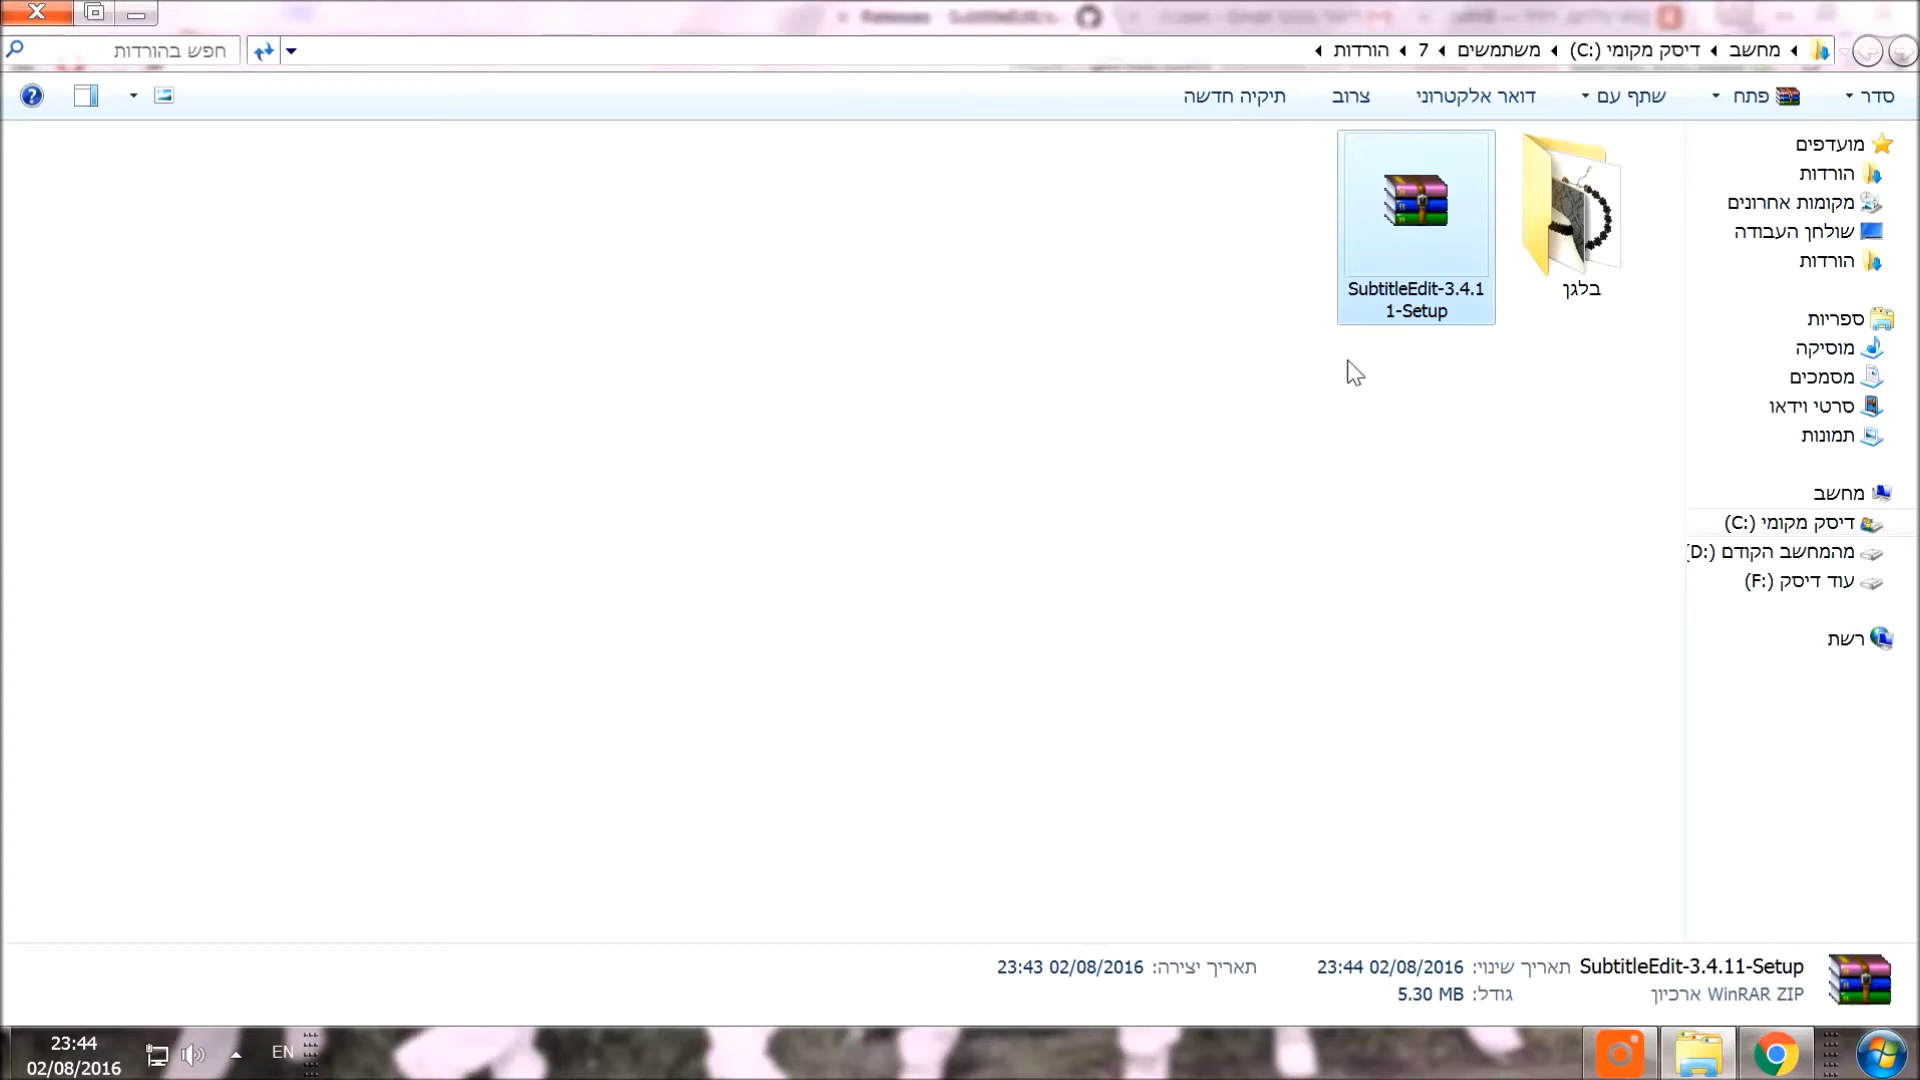 חפש בהורדות
מחשב
דיסק מקומי (C:)
משתמשים
7
הורדות
סדר
פתח
שתף עם
דואר אלקטרוני
צרוב
תיקיה חדשה
מועדפים
הורדות
מקומות אחרונים
שולחן העבודה
הורדות
ספריות
מוסיקה
מסמכים
סרטי וידאו
תמונות
מחשב
דיסק מקומי (C:)
מהמחשב הקודם (D:)
עוד דיסק (F:)
רשת
בלגן
SubtitleEdit-3.4.1
1-Setup
SubtitleEdit-3.4.11-Setup
תאריך שינוי: 02/08/2016 23:44
תאריך יצירה: 02/08/2016 23:43
ארכיון WinRAR ZIP
גודל: 5.30 MB
EN
23:44
02/08/2016